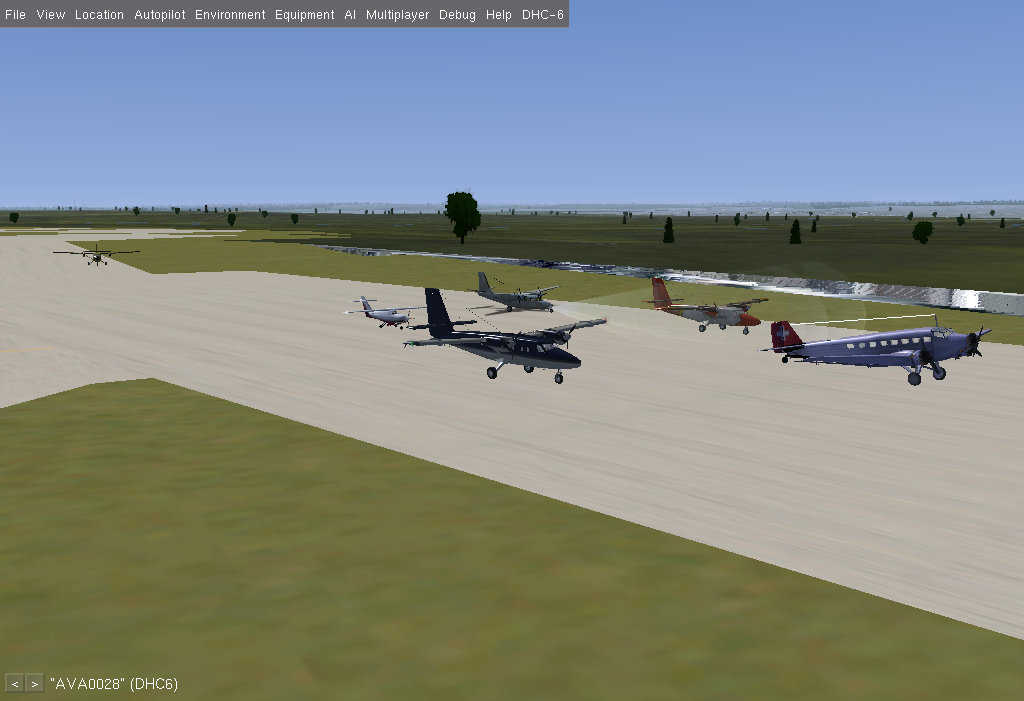 File View Location Autopilot Environment Equipment AI Multiplayer Debug Help DHC-6
< > "AVA0028" (DHC6)